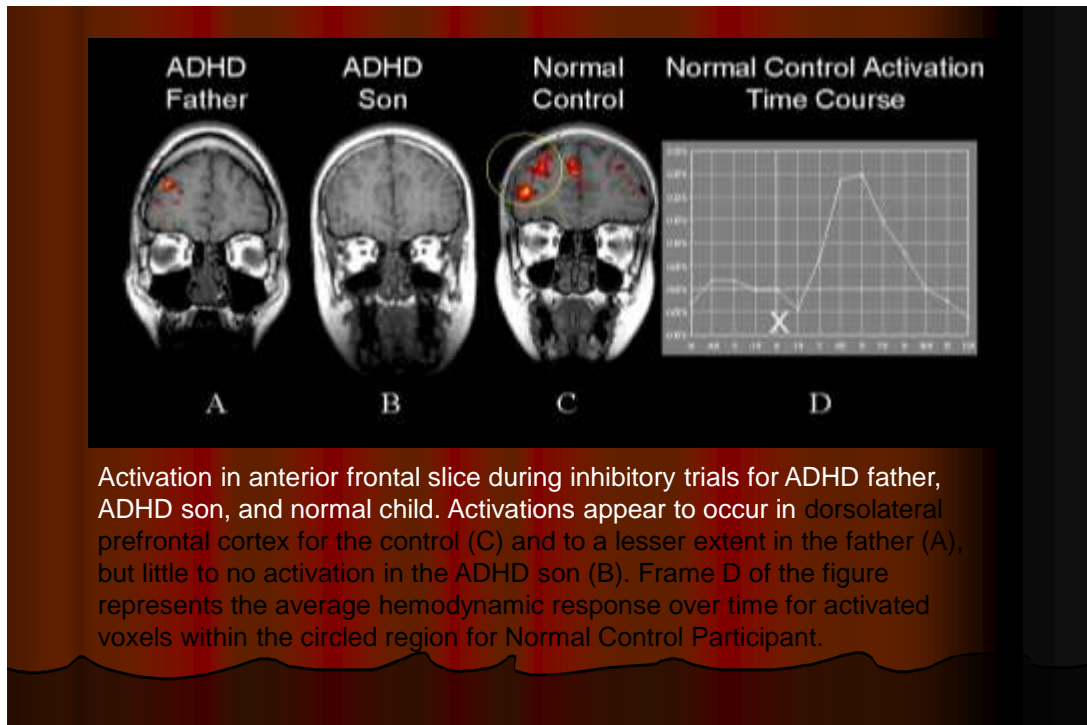 ADHD Father
ADHD Son
Normal Control
Normal Control Activation Time Course
X
A
B
C
D
Activation in anterior frontal slice during inhibitory trials for ADHD father,
ADHD son, and normal child. Activations appear to occur in dorsolateral
prefrontal cortex for the control (C) and to a lesser extent in the father (A),
but little to no activation in the ADHD son (B). Frame D of the figure
represents the average hemodynamic response over time for activated
voxels within the circled region for Normal Control Participant.